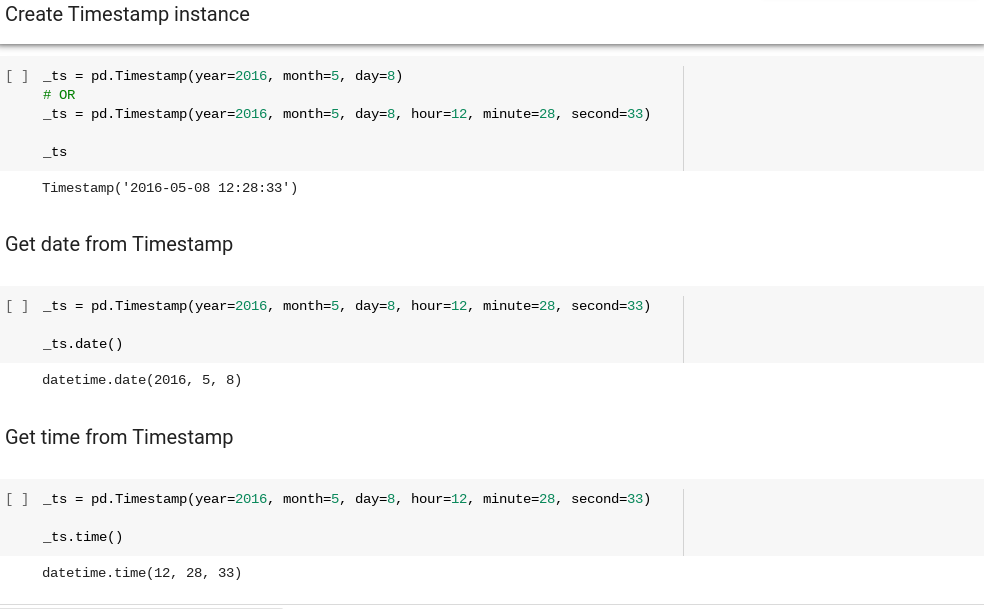 Create Timestamp instance
[ ] _ts = pd.Timestamp(year=2016, month=5, day=8)
# OR
_ts = pd.Timestamp(year=2016, month=5, day=8, hour=12, minute=28, second=33)
_ts
Timestamp('2016-05-08 12:28:33')
Get date from Timestamp
[ ] _ts = pd.Timestamp(year=2016, month=5, day=8, hour=12, minute=28, second=33)
_ts.date()
datetime.date(2016, 5, 8)
Get time from Timestamp
[ ] _ts = pd.Timestamp(year=2016, month=5, day=8, hour=12, minute=28, second=33)
_ts.time()
datetime.time(12, 28, 33)